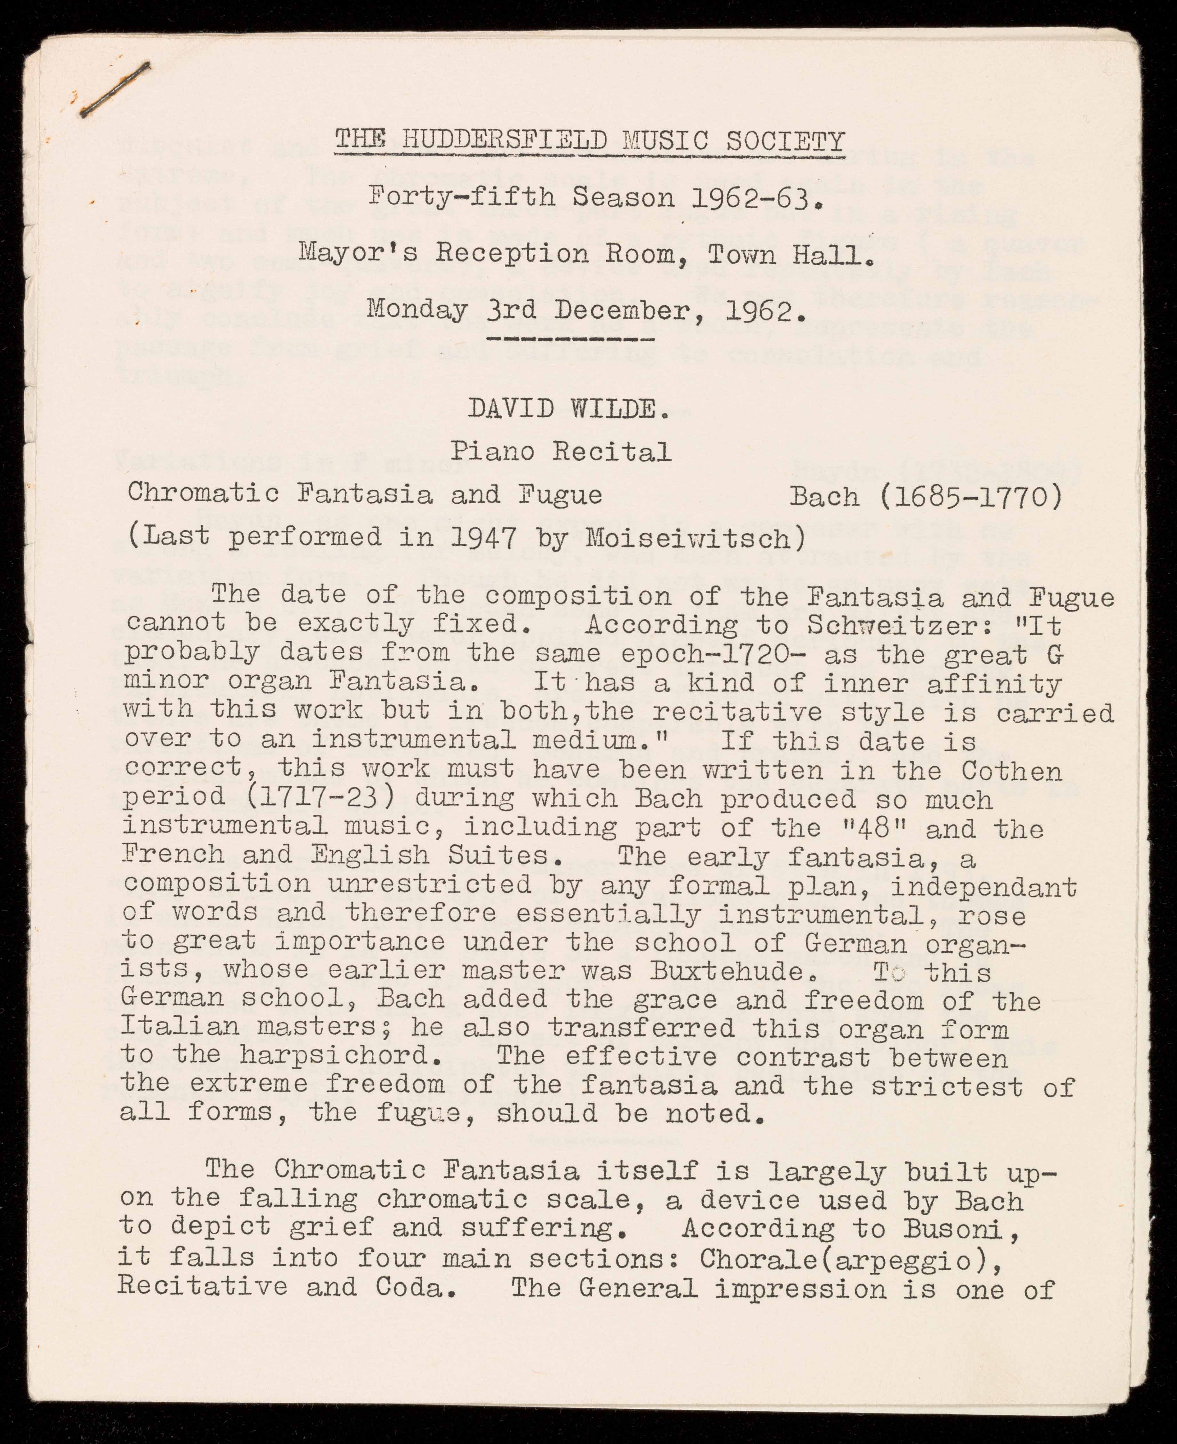 THE HUDDERSFIELD MUSIC SOCIETY
Forty-fifth Season 1962-63.
Mayor's Reception Room, Town Hall.
Monday 3rd December, 1962.
----------
DAVID WILDE.
Piano Recital
Chromatic Fantasia and Fugue Bach (1685-1770)
(Last performed in 1947 by Moiseiwitsch)
The date of the composition of the Fantasia and Fugue
cannot be exactly fixed. According to Schweitzer: "It
probably dates from the same epoch-1720- as the great G
minor organ Fantasia. It has a kind of inner affinity
with this work but in both,the recitative style is carried
over to an instrumental medium." If this date is
correct, this work must have been written in the Cothen
period (1717-23) during which Bach produced so much
instrumental music, including part of the "48" and the
French and English Suites. The early fantasia, a
composition unrestricted by any formal plan, independant
of words and therefore essentially instrumental, rose
to great importance under the school of German organ-
ists, whose earlier master was Buxtehude. To this
German school, Bach added the grace and freedom of the
Italian masters; he also transferred this organ form
to the harpsichord. The effective contrast between
the extreme freedom of the fantasia and the strictest of
all forms, the fugue, should be noted.
The Chromatic Fantasia itself is largely built up-
on the falling chromatic scale, a device used by Bach
to depict grief and suffering. According to Busoni,
it falls into four main sections: Chorale(arpeggio),
Recitative and Coda. The General impression is one of